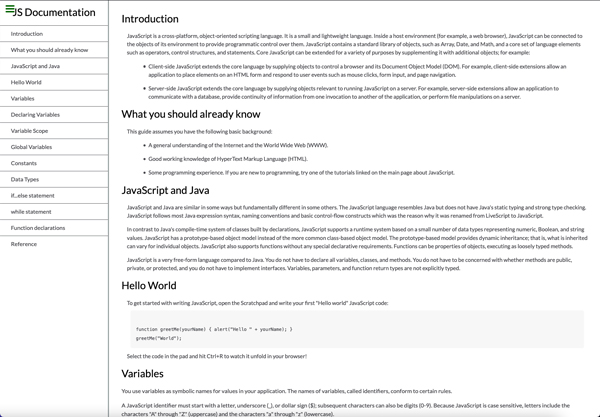 JS Documentation
Introduction
What you should already know
JavaScript and Java
Hello World
Variables
Declaring Variables
Variable Scope
Global Variables
Constants
Data Types
if...else statement
while statement
Function declarations
Reference
Introduction
JavaScript is a cross-platform, object-oriented scripting language. It is a small and lightweight language. Inside a host environment (for example, a web browser), JavaScript can be connected
to the objects of its environment to provide programmatic control over them. JavaScript contains a standard library of objects, such as Array, Date, and Math, and a core set of language elements
such as operators, control structures, and statements. Core JavaScript can be extended for a variety of purposes by supplementing it with additional objects; for example:
Client-side JavaScript extends the core language by supplying objects to control a browser and its Document Object Model (DOM). For example, client-side extensions allow an
application to place elements on an HTML form and respond to user events such as mouse clicks, form input, and page navigation.
Server-side JavaScript extends the core language by supplying objects relevant to running JavaScript on a server. For example, server-side extensions allow an application to
communicate with a database, provide continuity of information from one invocation to another of the application, or perform file manipulations on a server.
What you should already know
This guide assumes you have the following basic background:
A general understanding of the Internet and the World Wide Web (WWW).
Good working knowledge of HyperText Markup Language (HTML).
Some programming experience. If you are new to programming, try one of the tutorials linked on the main page about JavaScript.
JavaScript and Java
JavaScript and Java are similar in some ways but fundamentally different in some others. The JavaScript language resembles Java but does not have Java's static typing and strong type checking.
JavaScript follows most Java expression syntax, naming conventions and basic control-flow constructs which was the reason why it was renamed from LiveScript to JavaScript.
In contrast to Java's compile-time system of classes built by declarations, JavaScript supports a runtime system based on a small number of data types representing numeric, Boolean, and string
values. JavaScript has a prototype-based object model instead of the more common class-based object model. The prototype-based model provides dynamic inheritance; that is, what is inherited
can vary for individual objects. JavaScript also supports functions without any special declarative requirements. Functions can be properties of objects, executing as loosely typed methods.
JavaScript is a very free-form language compared to Java. You do not have to declare all variables, classes, and methods. You do not have to be concerned with whether methods are public,
private, or protected, and you do not have to implement interfaces. Variables, parameters, and function return types are not explicitly typed.
Hello World
To get started with writing JavaScript, open the Scratchpad and write your first "Hello world" JavaScript code:
function greetMe(yourName) { alert("Hello " + yourName); }
greetMe("World");
Select the code in the pad and hit Ctrl+R to watch it unfold in your browser!
Variables
You use variables as symbolic names for values in your application. The names of variables, called identifiers, conform to certain rules.
A JavaScript identifier must start with a letter, underscore (_), or dollar sign ($); subsequent characters can also be digits (0-9). Because JavaScript is case sensitive, letters include the
characters "A" through "Z" (uppercase) and the characters "a" through "z" (lowercase).